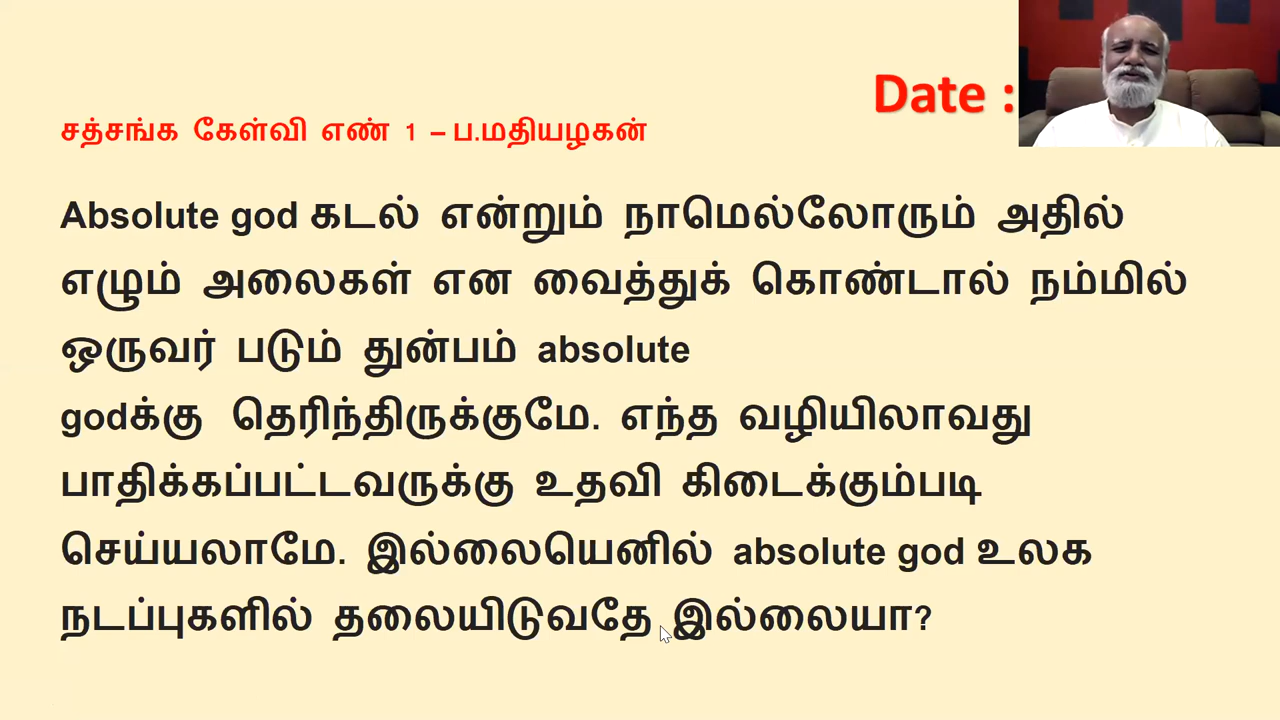 Date :
சத்சங்க கேள்வி எண் 1 – ப.மதியழகன்
Absolute god கடல் என்றும் நாமெல்லோரும் அதில்
எழும் அலைகள் என வைத்துக் கொண்டால் நம்மில்
ஒருவர் படும் துன்பம் absolute
godக்கு தெரிந்திருக்குமே. எந்த வழியிலாவது
பாதிக்கப்பட்டவருக்கு உதவி கிடைக்கும்படி
செய்யலாமே. இல்லையெனில் absolute god உலக
நடப்புகளில் தலையிடுவதே இல்லையா?